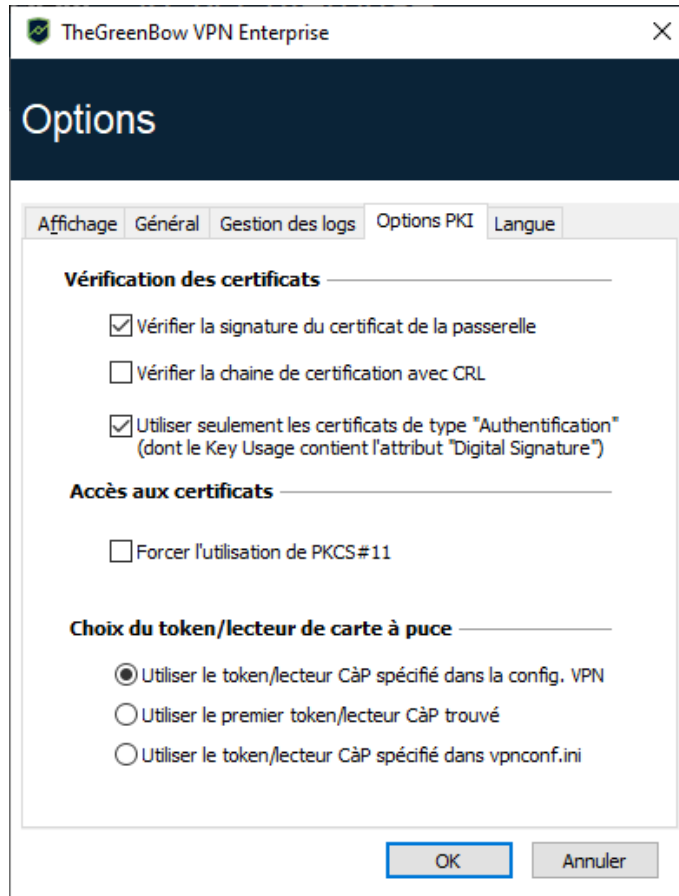 TheGreenBow VPN Enterprise
Options
Affichage Général Gestion des logs Options PKI Langue
Vérification des certificats
Vérifier la signature du certificat de la passerelle
Vérifier la chaine de certification avec CRL
Utiliser seulement les certificats de type "Authentification"
(dont le Key Usage contient l'attribut "Digital Signature")
Accès aux certificats
Forcer l'utilisation de PKCS#11
Choix du token/lecteur de carte à puce
Utiliser le token/lecteur CàP spécifié dans la config. VPN
Utiliser le premier token/lecteur CàP trouvé
Utiliser le token/lecteur CàP spécifié dans vpnconf.ini
OK Annuler